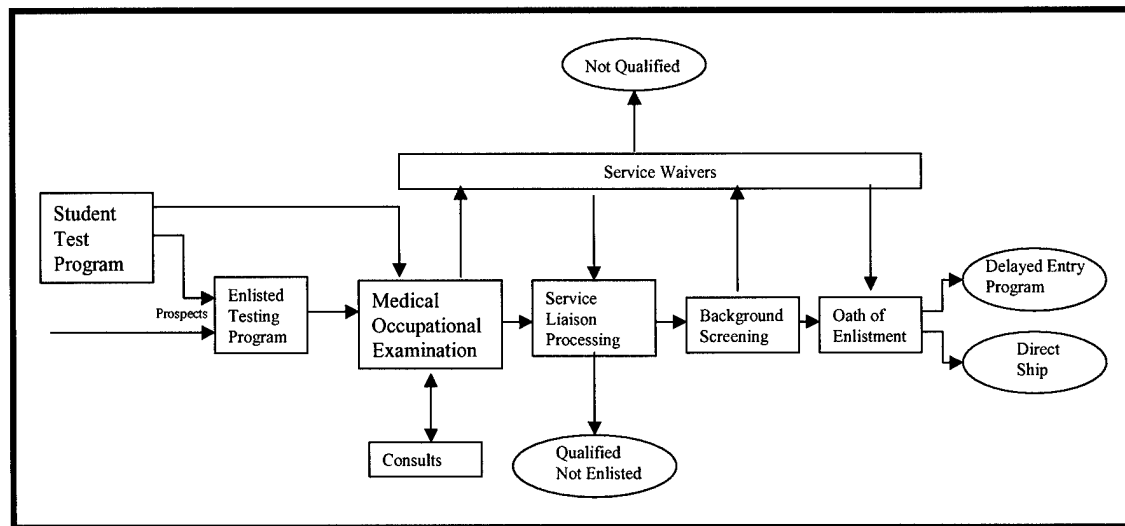 Not Qualified
Service Waivers
Student
Test
Program
Prospects
Enlisted
Testing
Program
Medical
Occupational
Examination
Service
Liaison
Processing
Background
Screening
Oath of
Enlistment
Delayed Entry
Program
Direct
Ship
Consults
Qualified
Not Enlisted